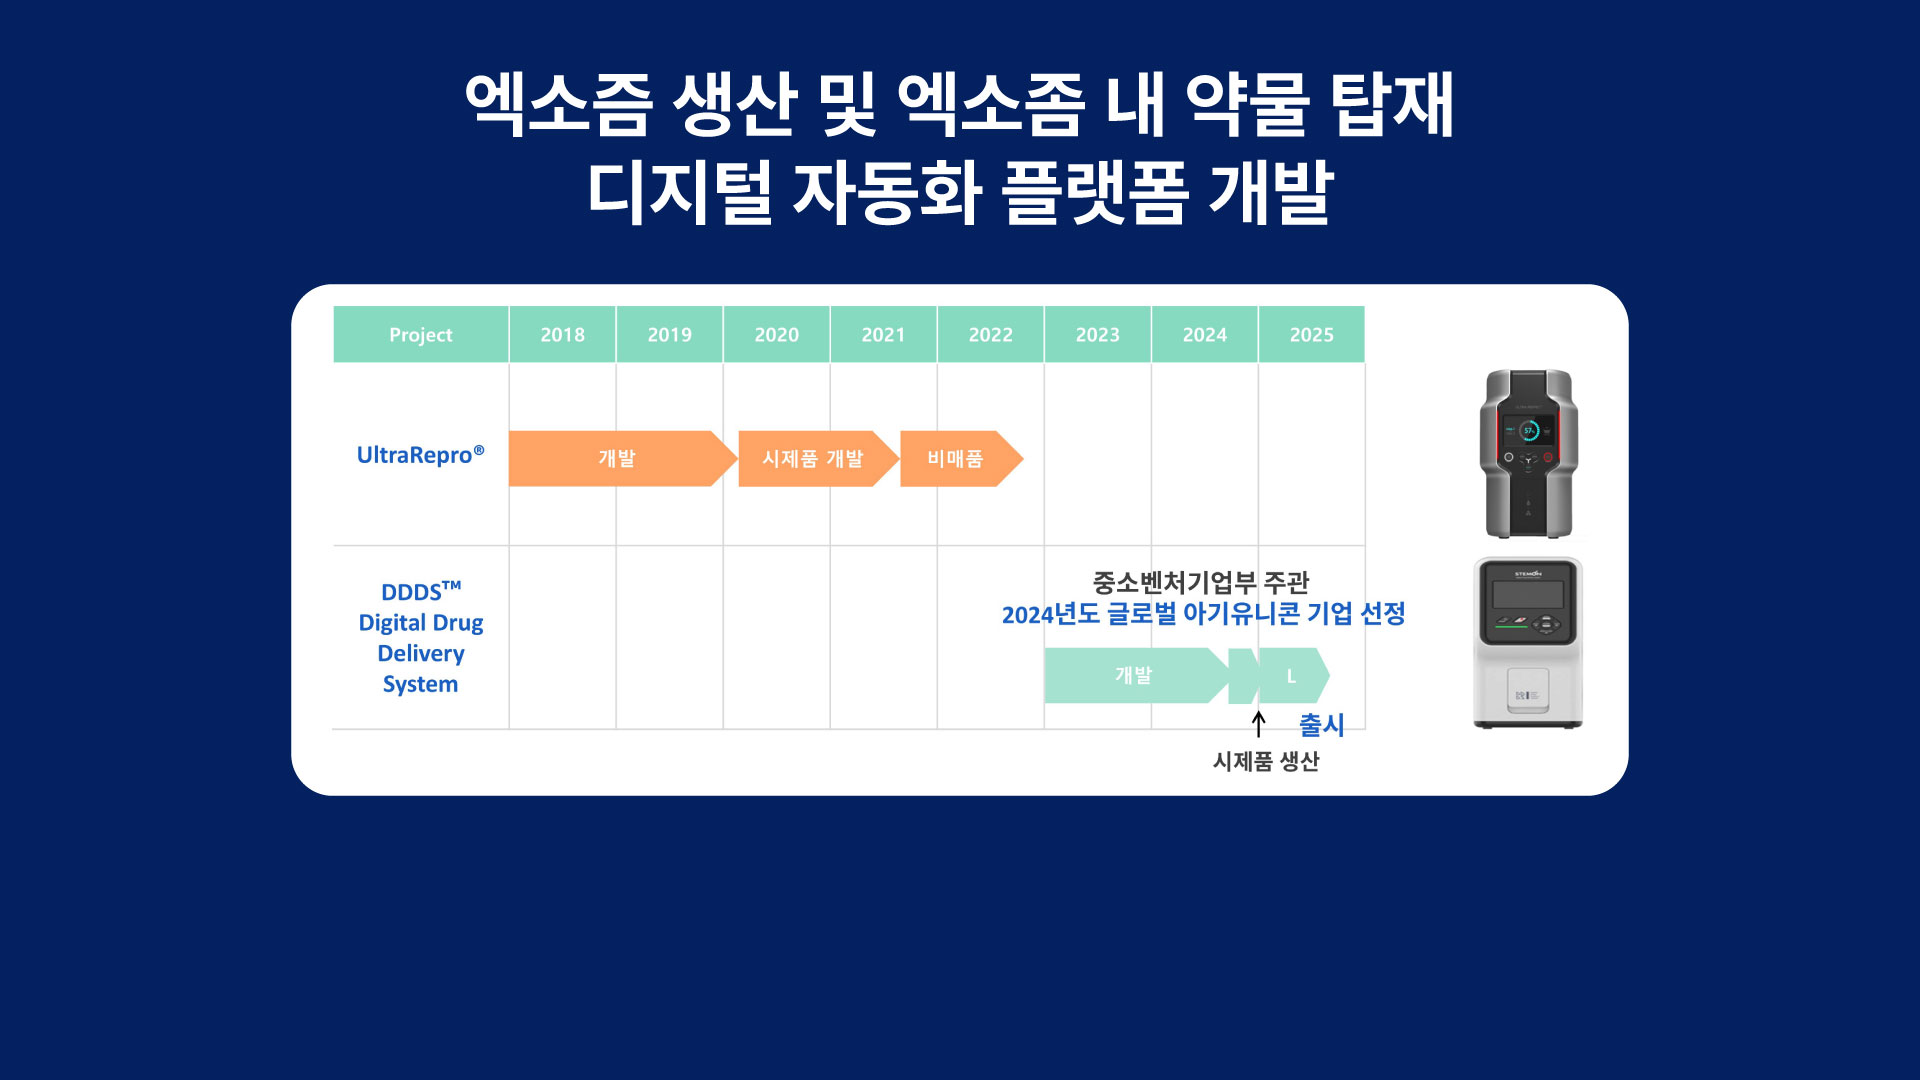 엑소즘 생산 및 엑소좀 내 약물 탑재
디지털 자동화 플랫폼 개발
Project 2018 2019 2020 2021 2022 2023 2024 2025
UltraRepro® 개발 시제품 개발 비매품
57%
DDDS™
Digital Drug
Delivery
System
중소벤처기업부 주관
2024년도 글로벌 아기유니콘 기업 선정
개발 L
출시
시제품 생산
STEMON